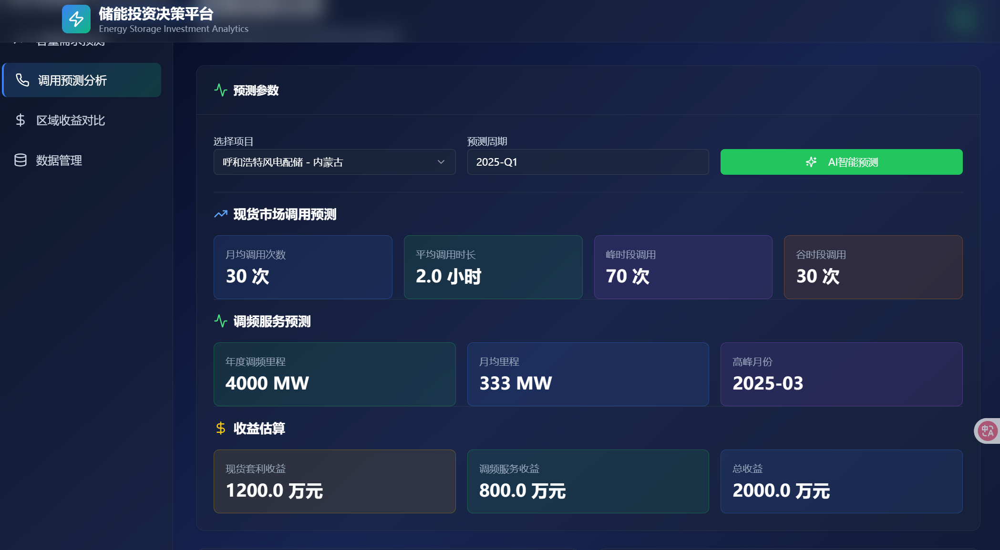 储能投资决策平台
Energy Storage Investment Analytics
容量需求预测
调用预测分析
区域收益对比
数据管理
预测参数
选择项目
预测周期
呼和浩特风电配储 - 内蒙古
2025-Q1
AI智能预测
现货市场调用预测
月均调用次数
平均调用时长
峰时段调用
谷时段调用
30 次
2.0 小时
70 次
30 次
调频服务预测
年度调频里程
月均里程
高峰月份
4000 MW
333 MW
2025-03
收益估算
现货套利收益
调频服务收益
总收益
1200.0 万元
800.0 万元
2000.0 万元